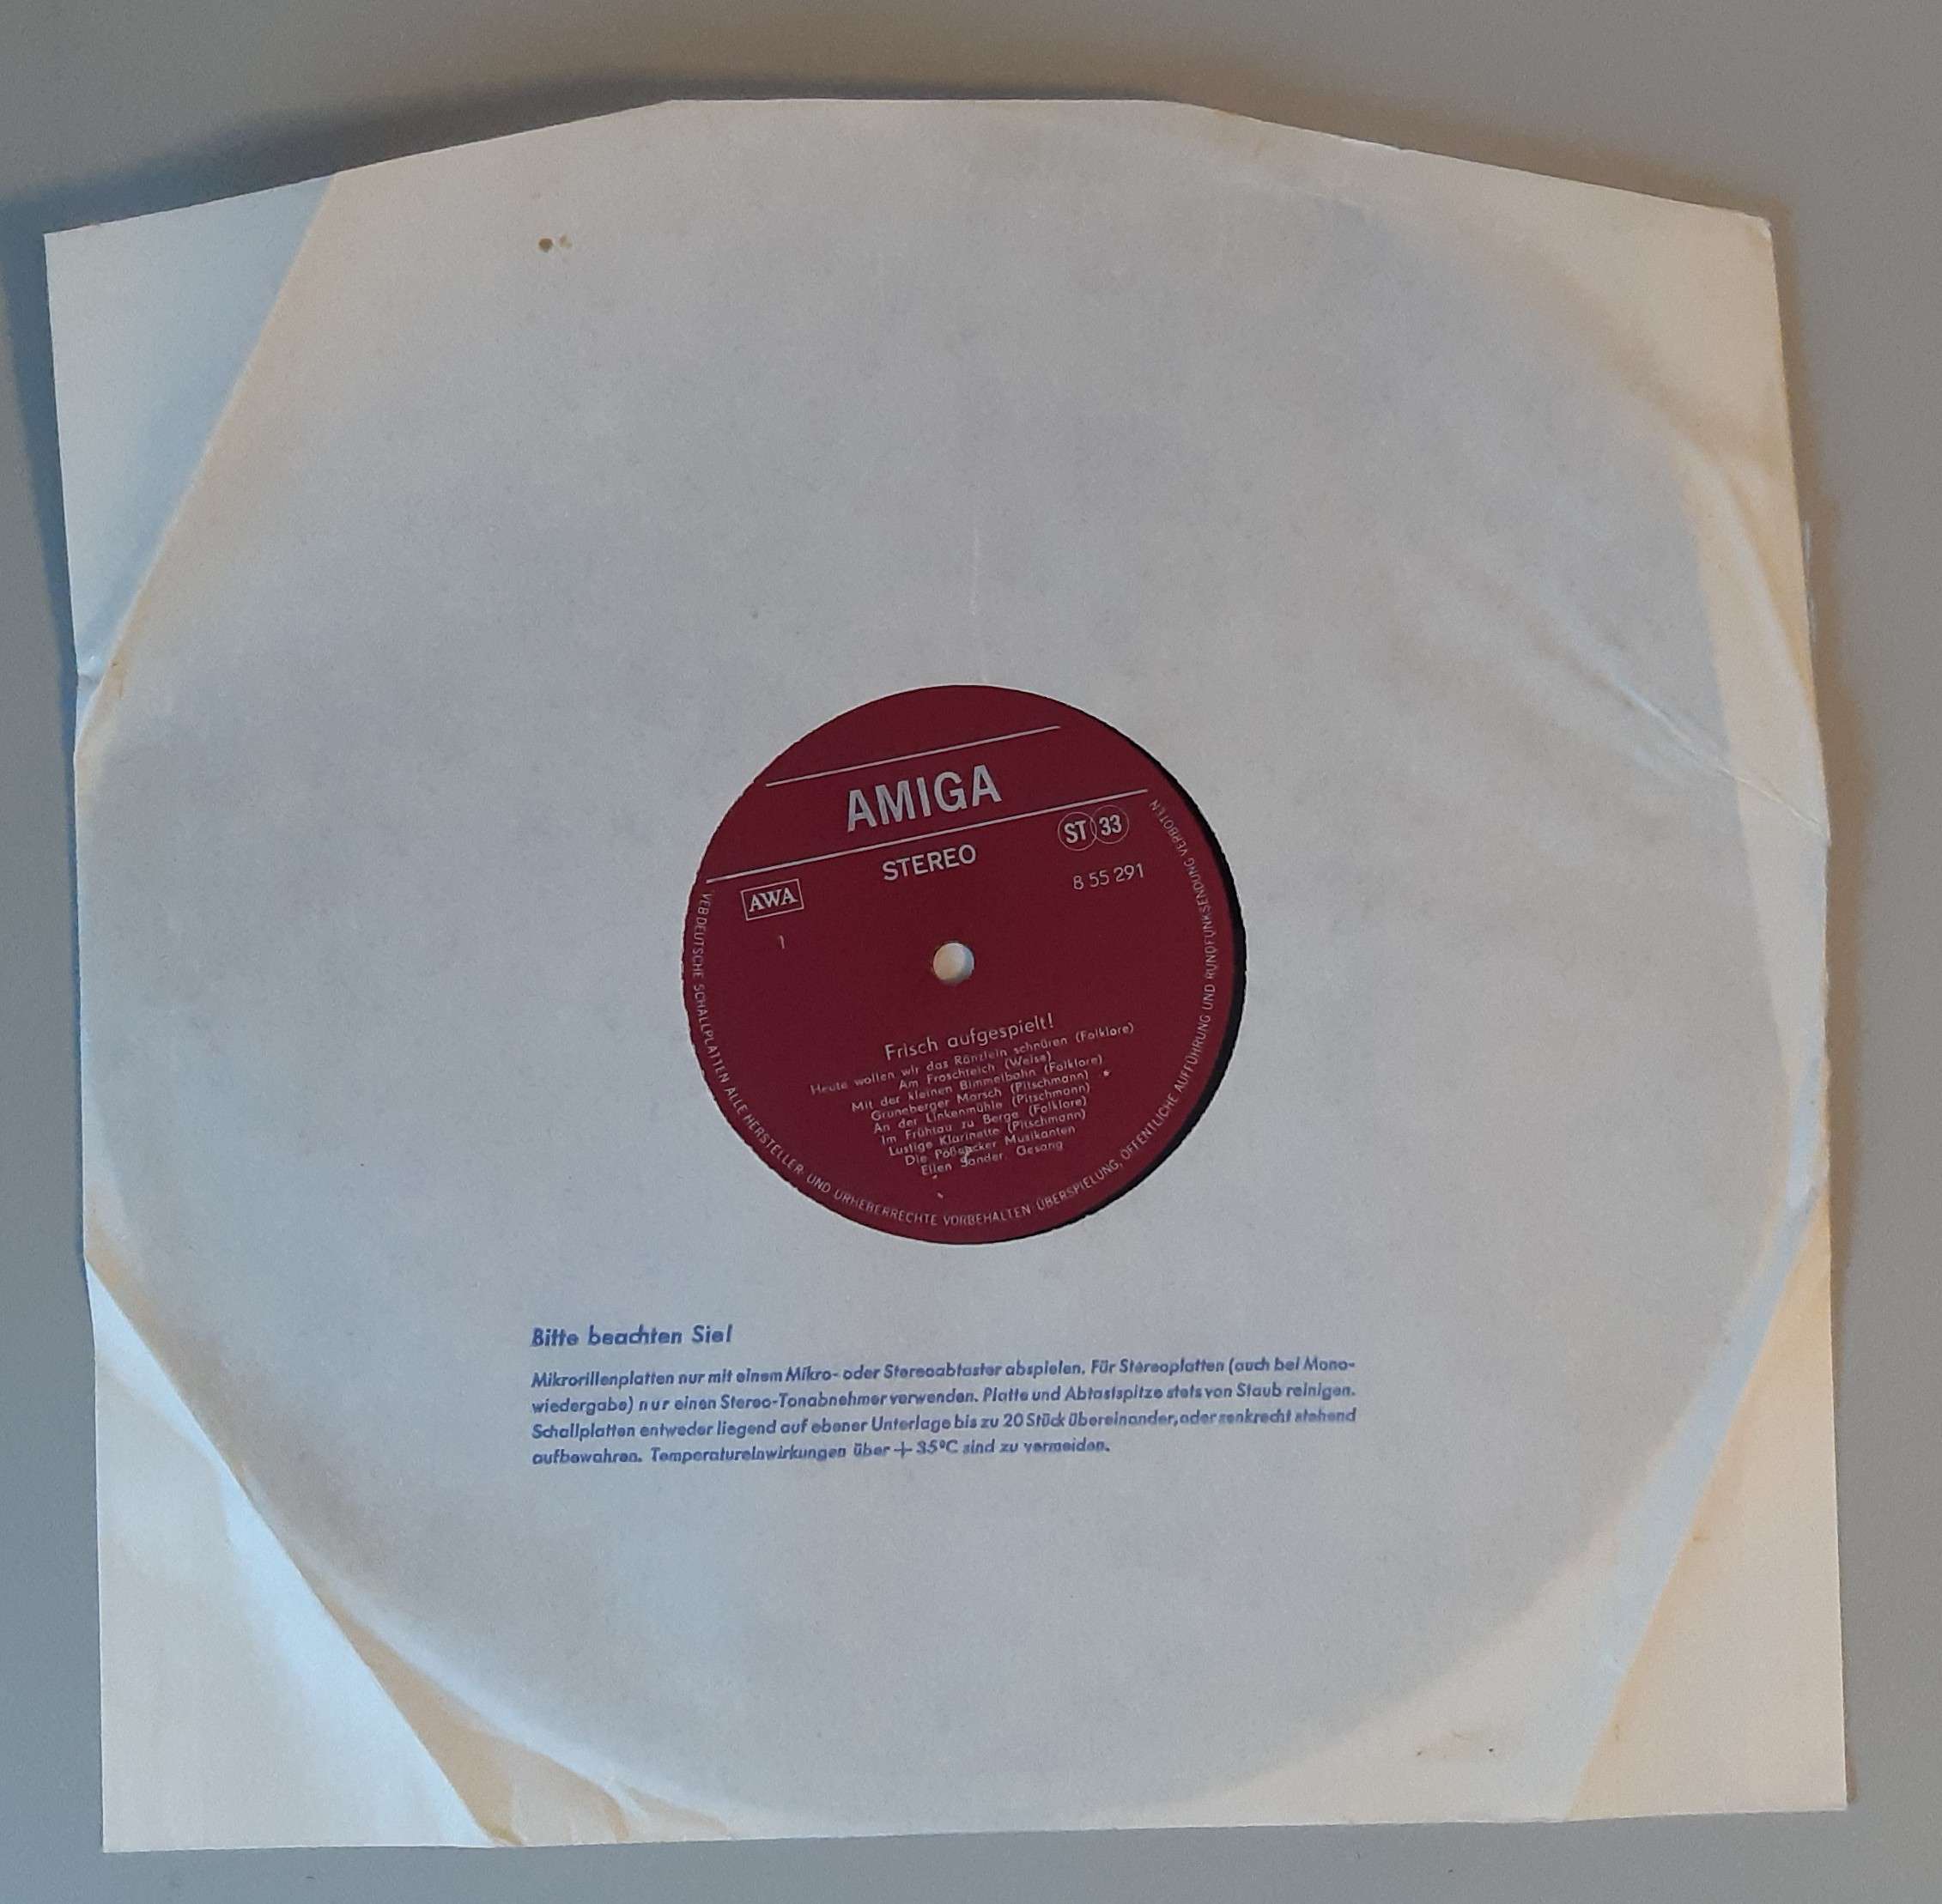 AMIGA
STEREO
ST 33
8 55 291
AWA
1
Frisch aufgespielt!
Heute wollen wir das Ränzlein schnüren (Folklore)
Am Froschteich (Weise)
Mit der kleinen Bimmelbahn (Folklore)
Grüneberger Marsch (Pitschmann)
An der Linkenmühle (Pitschmann)
Im Frühtau zu Berge (Folklore)
Lustige Klarinette (Pitschmann)
Die Pößnecker Musikanten
Ellen Sander, Gesang
VEB DEUTSCHE SCHALLPLATTEN ALLE HERSTELLER- UND URHEBERRECHTE VORBEHALTEN · ÜBERSPIELUNG, ÖFFENTLICHE AUFFÜHRUNG UND RUNDFUNKSENDUNG VERBOTEN
Bitte beachten Sie!
Mikrorillenplatten nur mit einem Mikro- oder Stereoabtaster abspielen. Für Stereoplatten (auch bei Mono-
wiedergabe) nur einen Stereo-Tonabnehmer verwenden. Platte und Abtastspitze stets von Staub reinigen.
Schallplatten entweder liegend auf ebener Unterlage bis zu 20 Stück übereinander, oder senkrecht stehend
aufbewahren. Temperatureinwirkungen über + 35°C sind zu vermeiden.